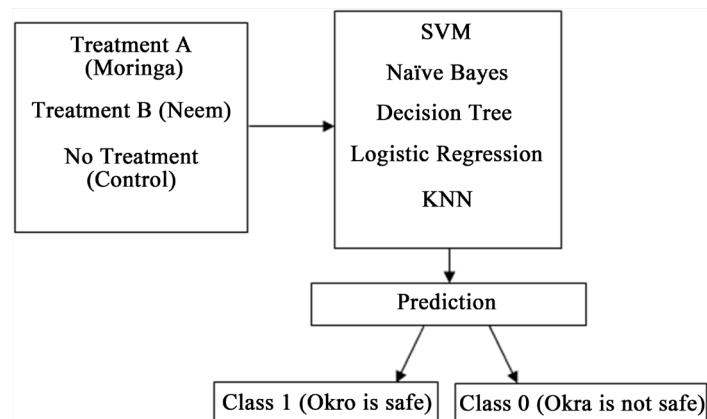 Treatment A
(Moringa)
Treatment B (Neem)
No Treatment
(Control)
SVM
Naïve Bayes
Decision Tree
Logistic Regression
KNN
Prediction
Class 1 (Okro is safe)
Class 0 (Okra is not safe)